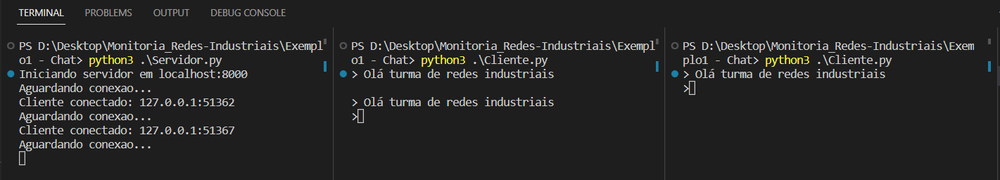 TERMINAL PROBLEMS OUTPUT DEBUG CONSOLE
PS D:\Desktop\Monitoria_Redes-Industriais\Exempl
o1 - Chat> python3 .\Servidor.py
Iniciando servidor em localhost:8000
Aguardando conexao...
Cliente conectado: 127.0.0.1:51362
Aguardando conexao...
Cliente conectado: 127.0.0.1:51367
Aguardando conexao...
PS D:\Desktop\Monitoria_Redes-Industriais\Exempl
o1 - Chat> python3 .\Cliente.py
> Olá turma de redes industriais
> Olá turma de redes industriais
>
PS D:\Desktop\Monitoria_Redes-Industriais\Exem
plo1 - Chat> python3 .\Cliente.py
> Olá turma de redes industriais
>